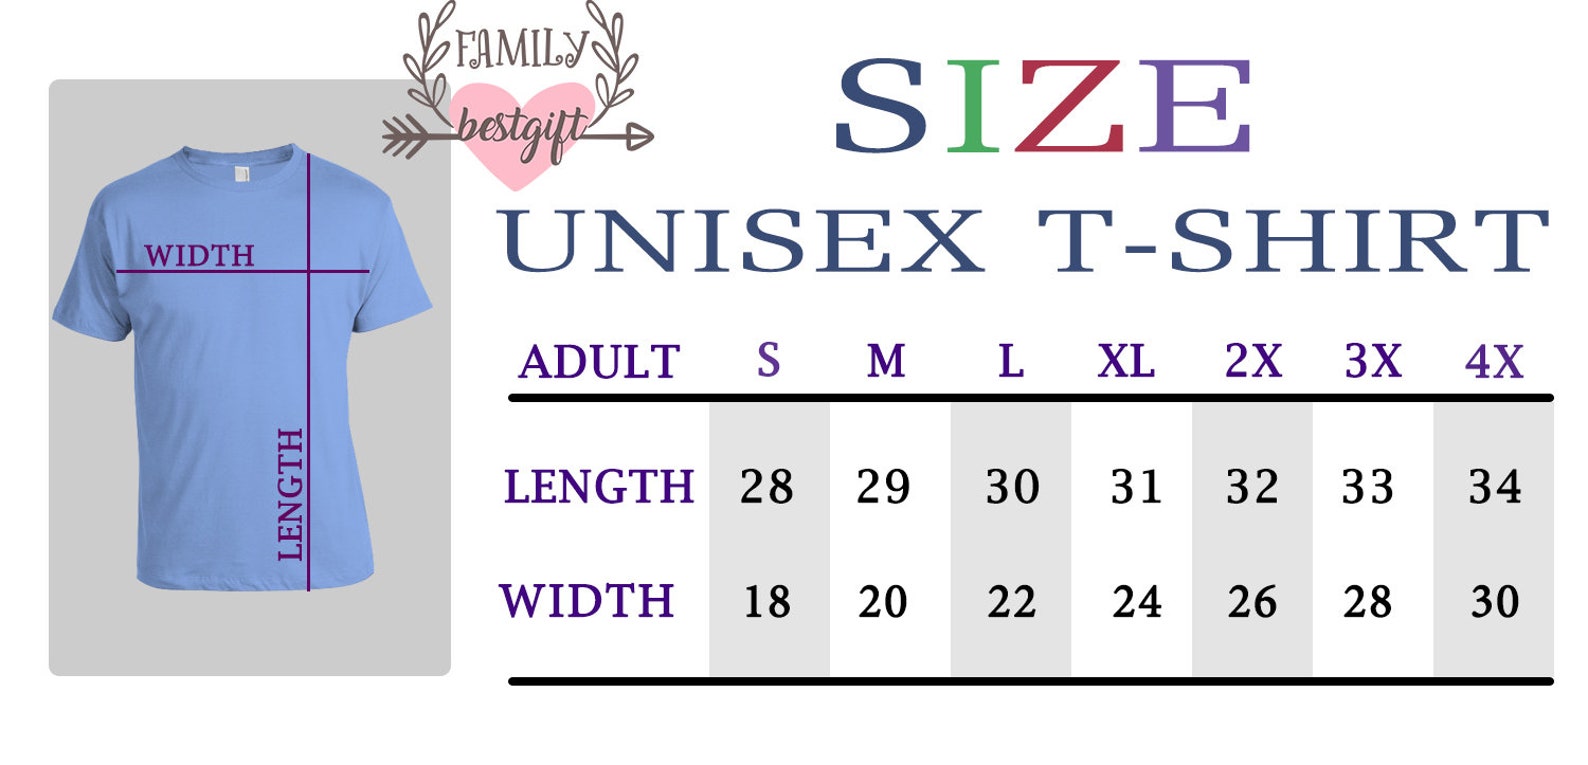 FAMILY
bestgift
SIZE
UNISEX T-SHIRT
WIDTH
LENGTH
ADULT S M L XL 2X 3X 4X
LENGTH 28 29 30 31 32 33 34
WIDTH 18 20 22 24 26 28 30